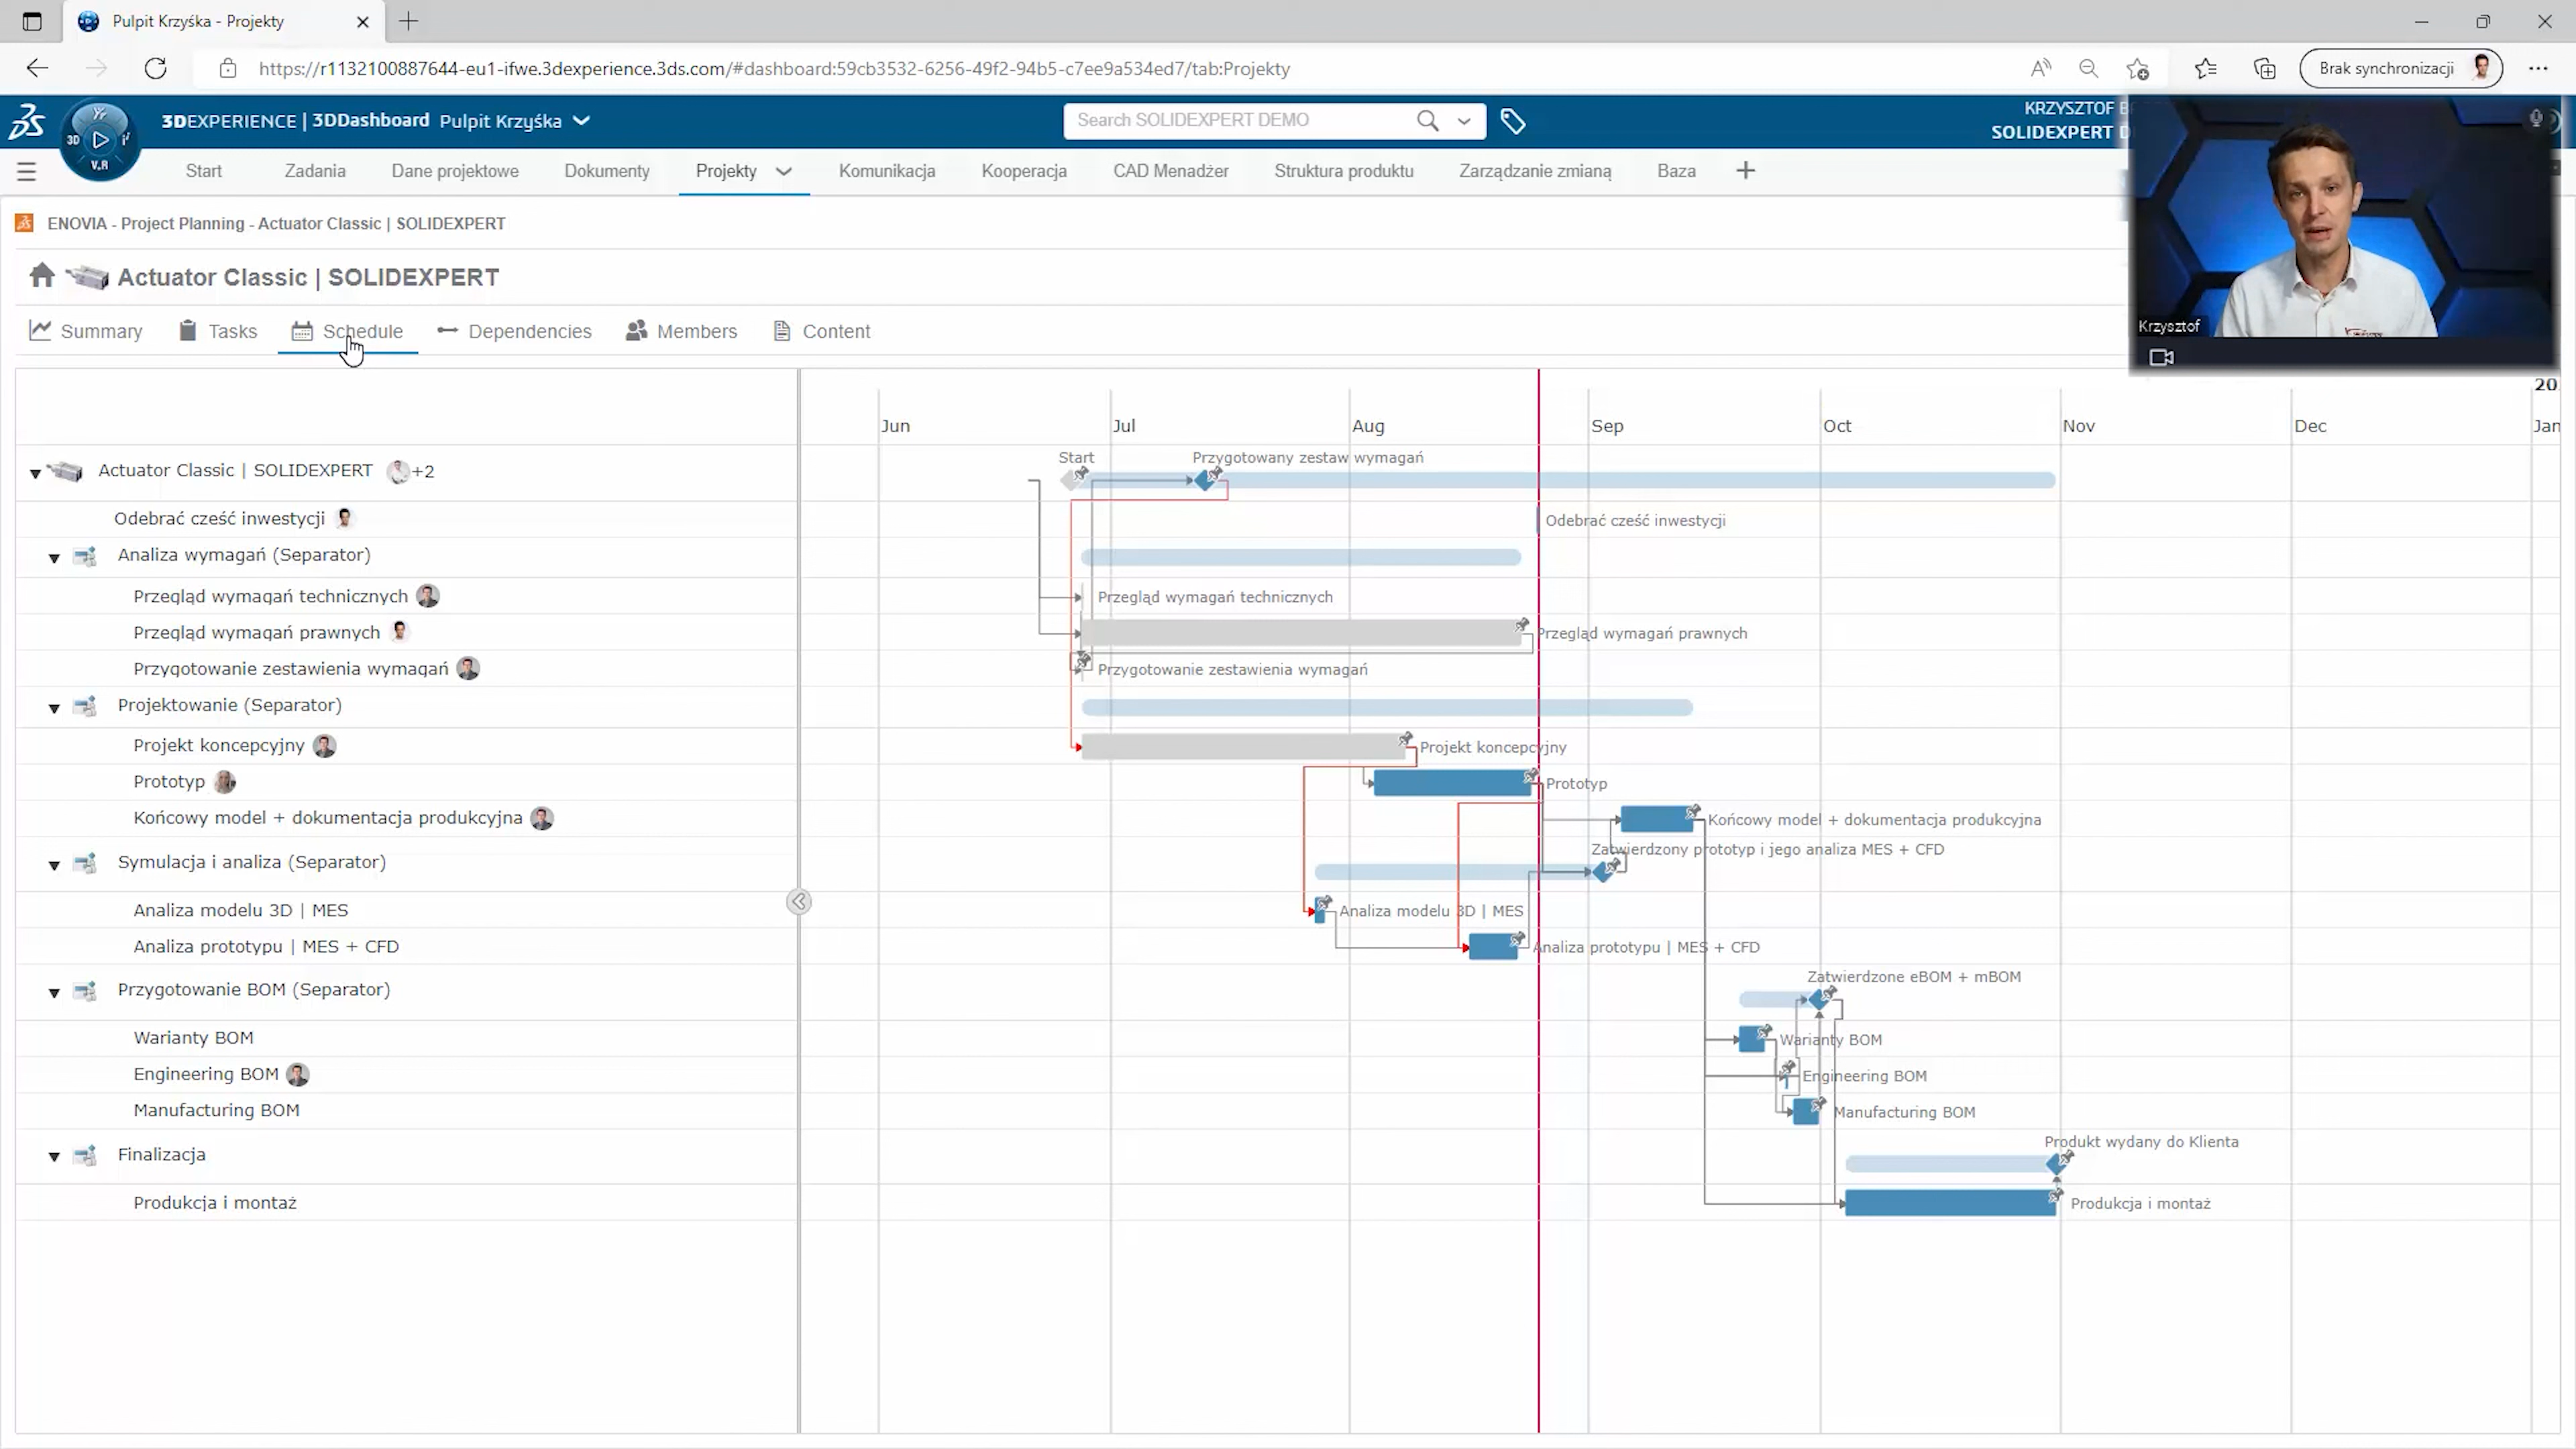 Pulpit Krzyśka - Projekty
https://r1132100887644-eu1-ifwe.3dexperience.3ds.com/#dashboard:59cb3532-6256-49f2-94b5-c7ee9a534ed7/tab:Projekty
Brak synchronizacji
3D
V.R
3DEXPERIENCE | 3DDashboard Pulpit Krzyśka
Search SOLIDEXPERT DEMO
KRZYSZTOF
SOLIDEXPERT
Start Zadania Dane projektowe Dokumenty Projekty Komunikacja Kooperacja CAD Menadżer Struktura produktu Zarządzanie zmianą Baza
ENOVIA - Project Planning - Actuator Classic | SOLIDEXPERT
Actuator Classic | SOLIDEXPERT
Krzysztof
Summary Tasks Schedule Dependencies Members Content
20
Jun Jul Aug Sep Oct Nov Dec Jan
Start Przygotowany zestaw wymagań
Actuator Classic | SOLIDEXPERT +2
Odebrać cześć inwestycji Odebrać cześć inwestycji
Analiza wymagań (Separator)
Przegląd wymagań technicznych Przegląd wymagań technicznych
Przegląd wymagań prawnych Przegląd wymagań prawnych
Przygotowanie zestawienia wymagań Przygotowanie zestawienia wymagań
Projektowanie (Separator)
Projekt koncepcyjny Projekt koncepcyjny
Prototyp Prototyp
Końcowy model + dokumentacja produkcyjna Końcowy model + dokumentacja produkcyjna
Zatwierdzony prototyp i jego analiza MES + CFD
Symulacja i analiza (Separator)
Analiza modelu 3D | MES Analiza modelu 3D | MES
Analiza prototypu | MES + CFD Analiza prototypu | MES + CFD
Zatwierdzone eBOM + mBOM
Przygotowanie BOM (Separator)
Warianty BOM Warianty BOM
Engineering BOM Engineering BOM
Manufacturing BOM Manufacturing BOM
Produkt wydany do Klienta
Finalizacja
Produkcja i montaż Produkcja i montaż